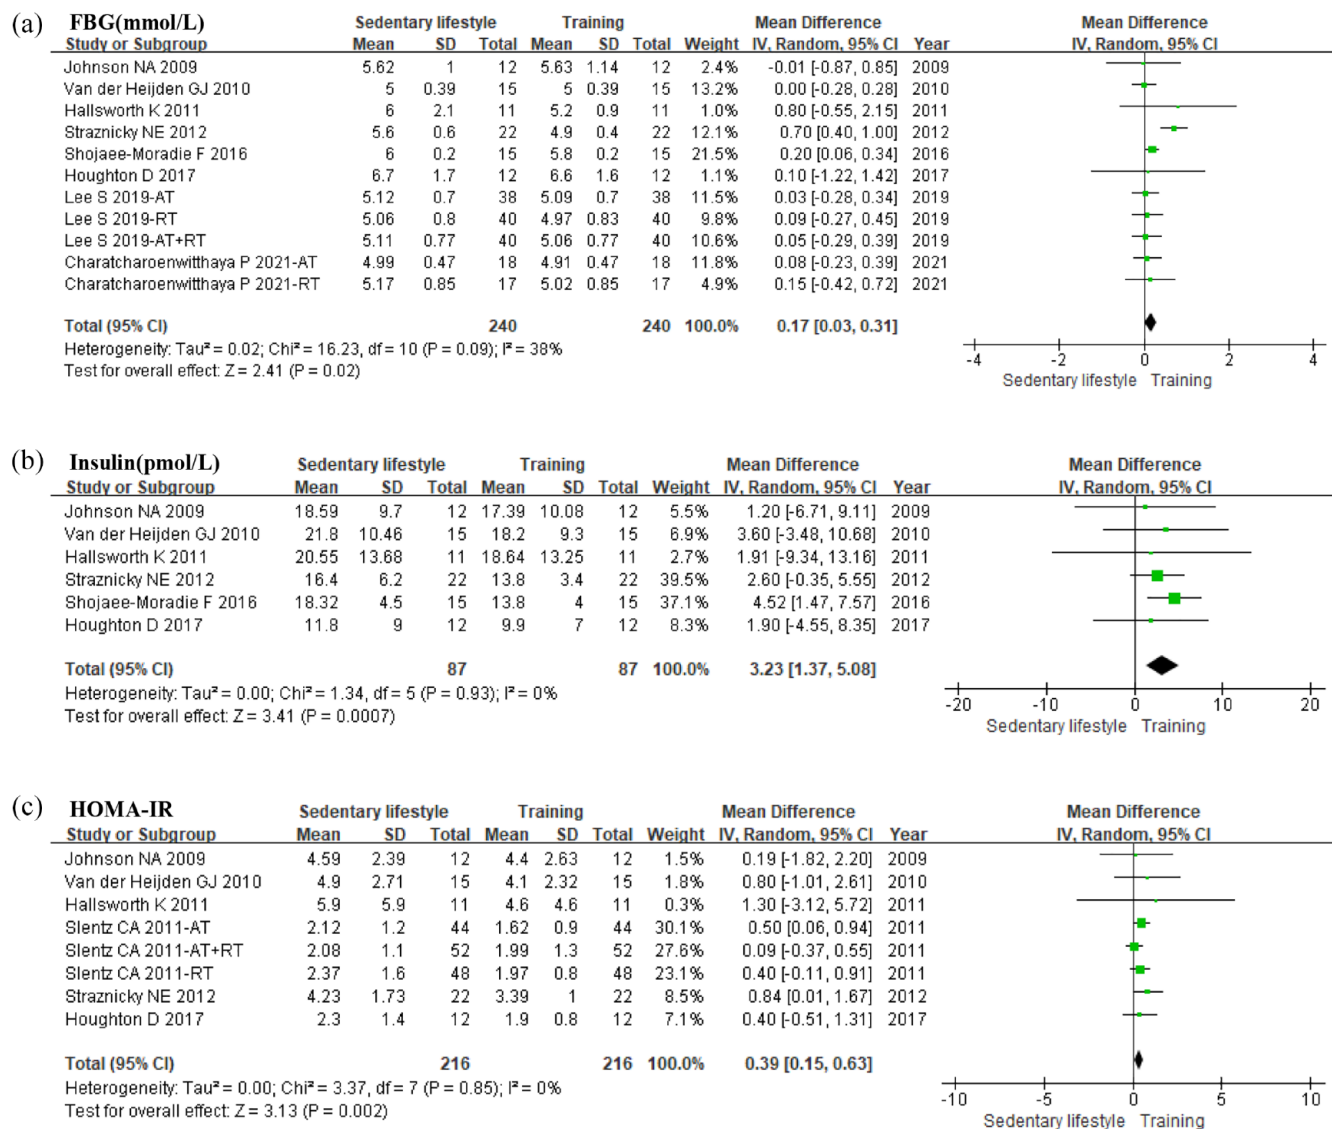 (a) FBG(mmol/L) Sedentary lifestyle Training Mean Difference Mean Difference
Study or Subgroup Mean SD Total Mean SD Total Weight IV, Random, 95% CI Year IV, Random, 95% CI
Johnson NA 2009 5.62 1 12 5.63 1.14 12 2.4% -0.01 [-0.87, 0.85] 2009
Van der Heijden GJ 2010 5 0.39 15 5 0.39 15 13.2% 0.00 [-0.28, 0.28] 2010
Hallsworth K 2011 6 2.1 11 5.2 0.9 11 1.0% 0.80 [-0.55, 2.15] 2011
Straznicky NE 2012 5.6 0.6 22 4.9 0.4 22 12.1% 0.70 [0.40, 1.00] 2012
Shojaee-Moradie F 2016 6 0.2 15 5.8 0.2 15 21.5% 0.20 [0.06, 0.34] 2016
Houghton D 2017 6.7 1.7 12 6.6 1.6 12 1.1% 0.10 [-1.22, 1.42] 2017
Lee S 2019-AT 5.12 0.7 38 5.09 0.7 38 11.5% 0.03 [-0.28, 0.34] 2019
Lee S 2019-RT 5.06 0.8 40 4.97 0.83 40 9.8% 0.09 [-0.27, 0.45] 2019
Lee S 2019-AT+RT 5.11 0.77 40 5.06 0.77 40 10.6% 0.05 [-0.29, 0.39] 2019
Charatcharoenwitthaya P 2021-AT 4.99 0.47 18 4.91 0.47 18 11.8% 0.08 [-0.23, 0.39] 2021
Charatcharoenwitthaya P 2021-RT 5.17 0.85 17 5.02 0.85 17 4.9% 0.15 [-0.42, 0.72] 2021
Total (95% CI) 240 240 100.0% 0.17 [0.03, 0.31]
Heterogeneity: Tau² = 0.02; Chi² = 16.23, df = 10 (P = 0.09); I² = 38%
Test for overall effect: Z = 2.41 (P = 0.02)
-4 -2 0 2 4
Sedentary lifestyle Training
(b) Insulin(pmol/L) Sedentary lifestyle Training Mean Difference Mean Difference
Study or Subgroup Mean SD Total Mean SD Total Weight IV, Random, 95% CI Year IV, Random, 95% CI
Johnson NA 2009 18.59 9.7 12 17.39 10.08 12 5.5% 1.20 [-6.71, 9.11] 2009
Van der Heijden GJ 2010 21.8 10.46 15 18.2 9.3 15 6.9% 3.60 [-3.48, 10.68] 2010
Hallsworth K 2011 20.55 13.68 11 18.64 13.25 11 2.7% 1.91 [-9.34, 13.16] 2011
Straznicky NE 2012 16.4 6.2 22 13.8 3.4 22 39.5% 2.60 [-0.35, 5.55] 2012
Shojaee-Moradie F 2016 18.32 4.5 15 13.8 4 15 37.1% 4.52 [1.47, 7.57] 2016
Houghton D 2017 11.8 9 12 9.9 7 12 8.3% 1.90 [-4.55, 8.35] 2017
Total (95% CI) 87 87 100.0% 3.23 [1.37, 5.08]
Heterogeneity: Tau² = 0.00; Chi² = 1.34, df = 5 (P = 0.93); I² = 0%
Test for overall effect: Z = 3.41 (P = 0.0007)
-20 -10 0 10 20
Sedentary lifestyle Training
(c) HOMA-IR Sedentary lifestyle Training Mean Difference Mean Difference
Study or Subgroup Mean SD Total Mean SD Total Weight IV, Random, 95% CI Year IV, Random, 95% CI
Johnson NA 2009 4.59 2.39 12 4.4 2.63 12 1.5% 0.19 [-1.82, 2.20] 2009
Van der Heijden GJ 2010 4.9 2.71 15 4.1 2.32 15 1.8% 0.80 [-1.01, 2.61] 2010
Hallsworth K 2011 5.9 5.9 11 4.6 4.6 11 0.3% 1.30 [-3.12, 5.72] 2011
Slentz CA 2011-AT 2.12 1.2 44 1.62 0.9 44 30.1% 0.50 [0.06, 0.94] 2011
Slentz CA 2011-AT+RT 2.08 1.1 52 1.99 1.3 52 27.6% 0.09 [-0.37, 0.55] 2011
Slentz CA 2011-RT 2.37 1.6 48 1.97 0.8 48 23.1% 0.40 [-0.11, 0.91] 2011
Straznicky NE 2012 4.23 1.73 22 3.39 1 22 8.5% 0.84 [0.01, 1.67] 2012
Houghton D 2017 2.3 1.4 12 1.9 0.8 12 7.1% 0.40 [-0.51, 1.31] 2017
Total (95% CI) 216 216 100.0% 0.39 [0.15, 0.63]
Heterogeneity: Tau² = 0.00; Chi² = 3.37, df = 7 (P = 0.85); I² = 0%
Test for overall effect: Z = 3.13 (P = 0.002)
-10 -5 0 5 10
Sedentary lifestyle Training